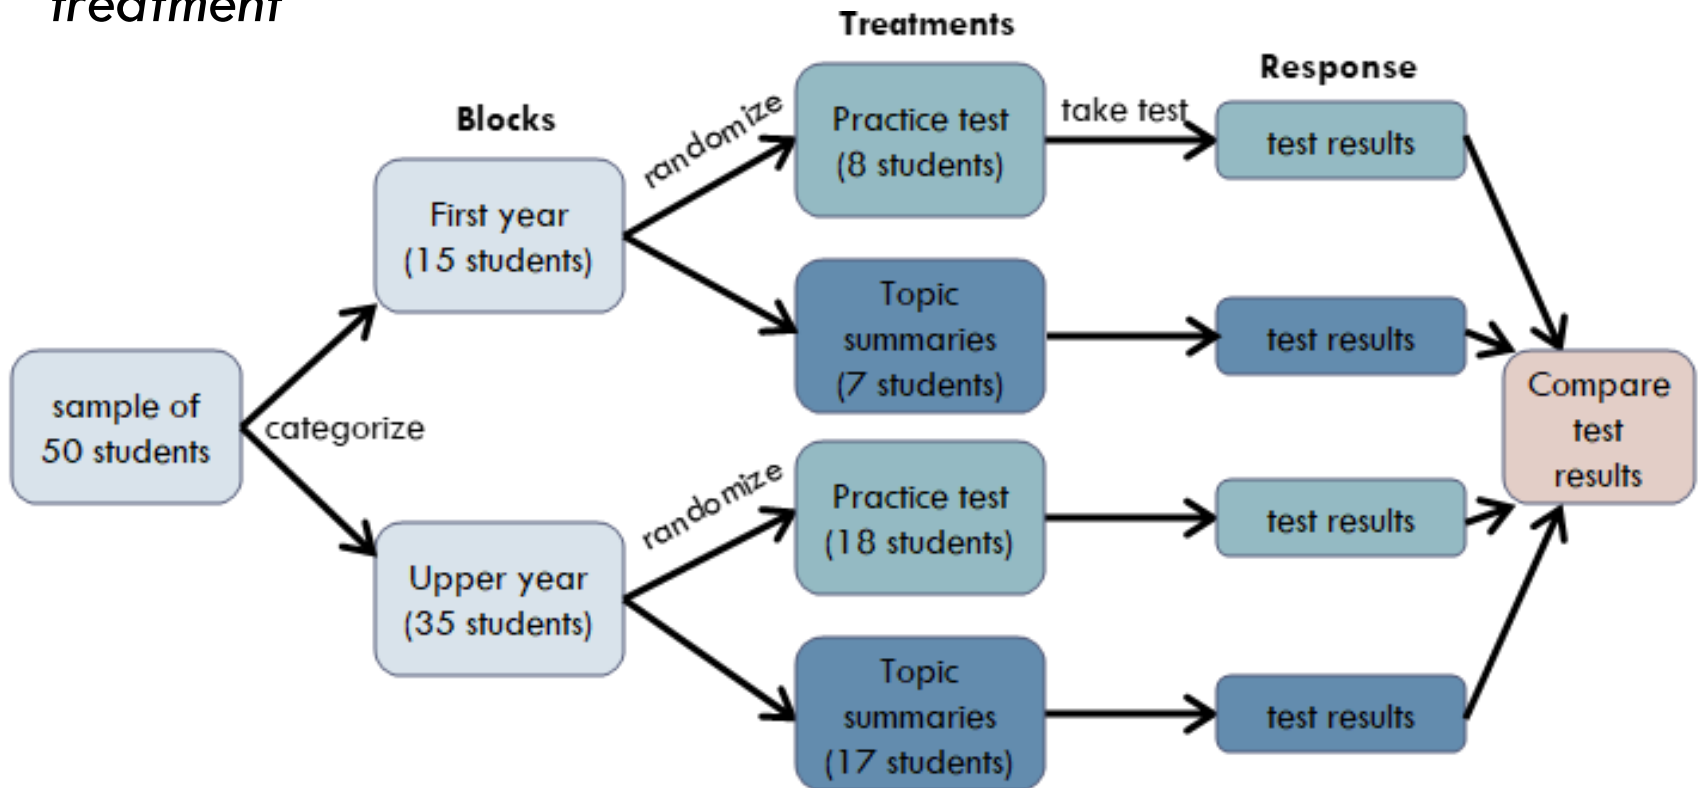 treatment
Treatments
Response
Blocks
randomize
Practice test
(8 students)
take test
test results
First year
(15 students)
Topic
summaries
(7 students)
test results
sample of
50 students
categorize
Compare
test
results
randomize
Practice test
(18 students)
test results
Upper year
(35 students)
Topic
summaries
(17 students)
test results